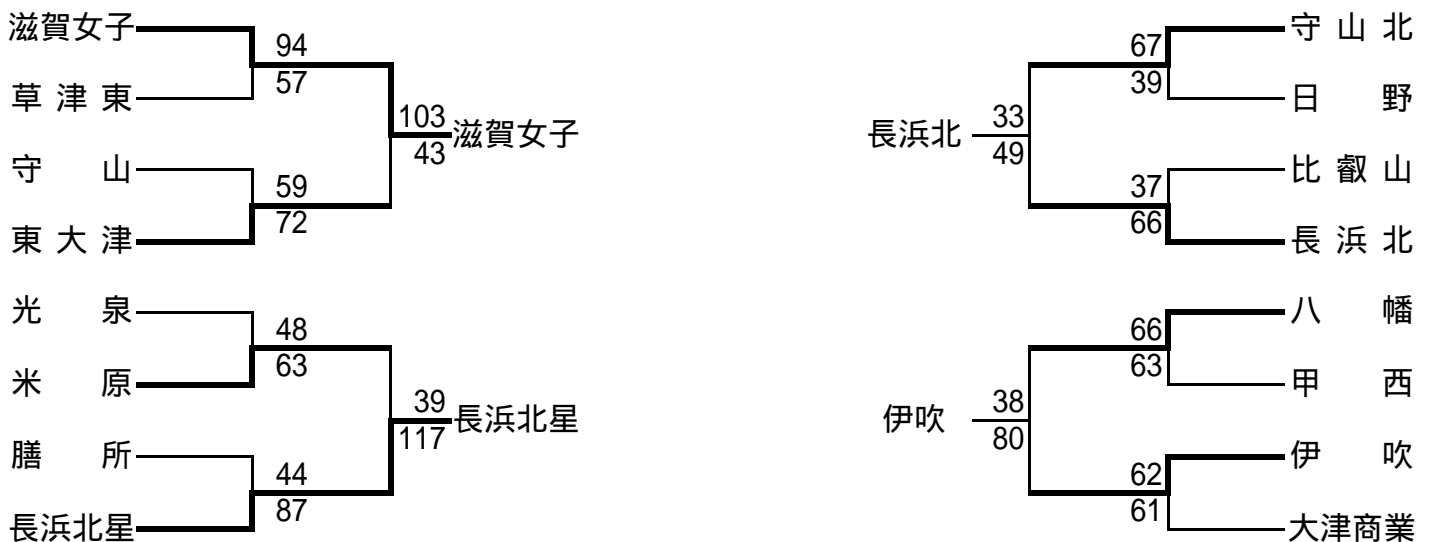 滋賀女子
94
57
草津東
103
滋賀女子
43
守山
59
72
東大津
光泉
48
63
米原
39
長浜北星
117
膳所
44
87
長浜北星
守山北
67
39
日野
長浜北
33
49
比叡山
37
66
長浜北
八幡
66
63
甲西
伊吹
38
80
伊吹
62
61
大津商業